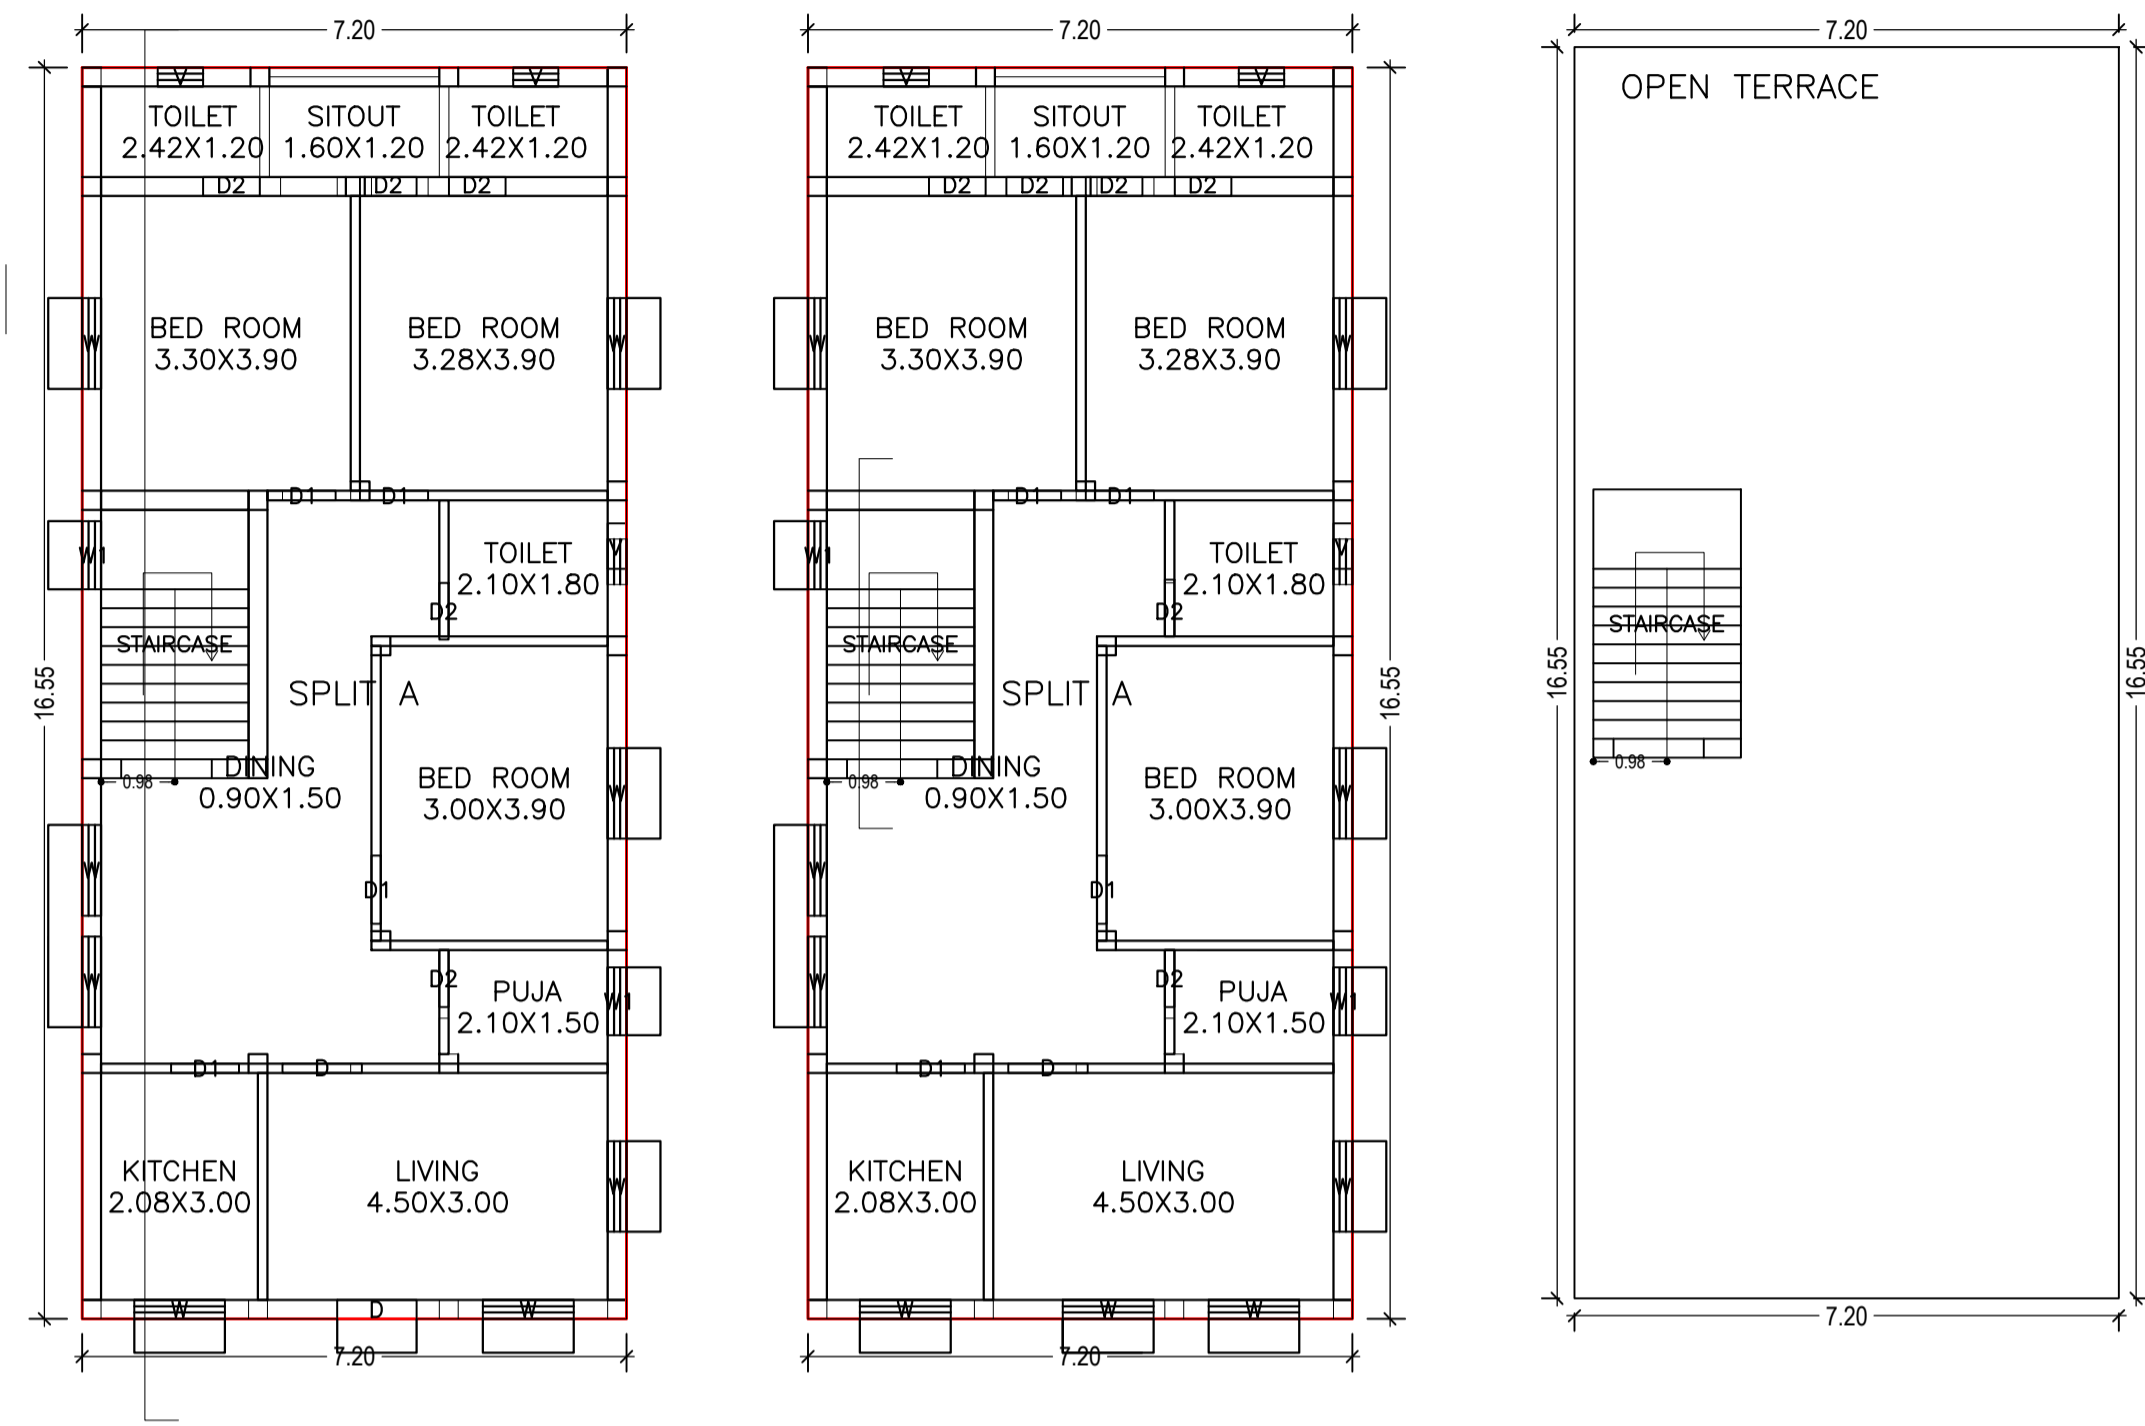 7.20
V
V
TOILET
2.42X1.20
SITOUT
1.60X1.20
TOILET
2.42X1.20
D2
D2
D2
BED ROOM
3.30X3.90
BED ROOM
3.28X3.90
W
W
D1
D1
W1
TOILET
2.10X1.80
V
D2
STAIRCASE
16.55
SPLIT A
DINING
0.90X1.50
0.98
BED ROOM
3.00X3.90
W
W
D1
W
D2
PUJA
2.10X1.50
W1
D1
D
KITCHEN
2.08X3.00
LIVING
4.50X3.00
W
W
D
W
7.20
7.20
V
V
TOILET
2.42X1.20
SITOUT
1.60X1.20
TOILET
2.42X1.20
D2
D2
D2
D2
BED ROOM
3.30X3.90
BED ROOM
3.28X3.90
W
W
D1
D1
W1
TOILET
2.10X1.80
V
D2
STAIRCASE
SPLIT A
16.55
DINING
0.90X1.50
0.98
BED ROOM
3.00X3.90
W
W
D1
W
D2
PUJA
2.10X1.50
W1
D1
D
KITCHEN
2.08X3.00
LIVING
4.50X3.00
W
W
W
W
7.20
7.20
OPEN TERRACE
STAIRCASE
16.55
16.55
0.98
7.20